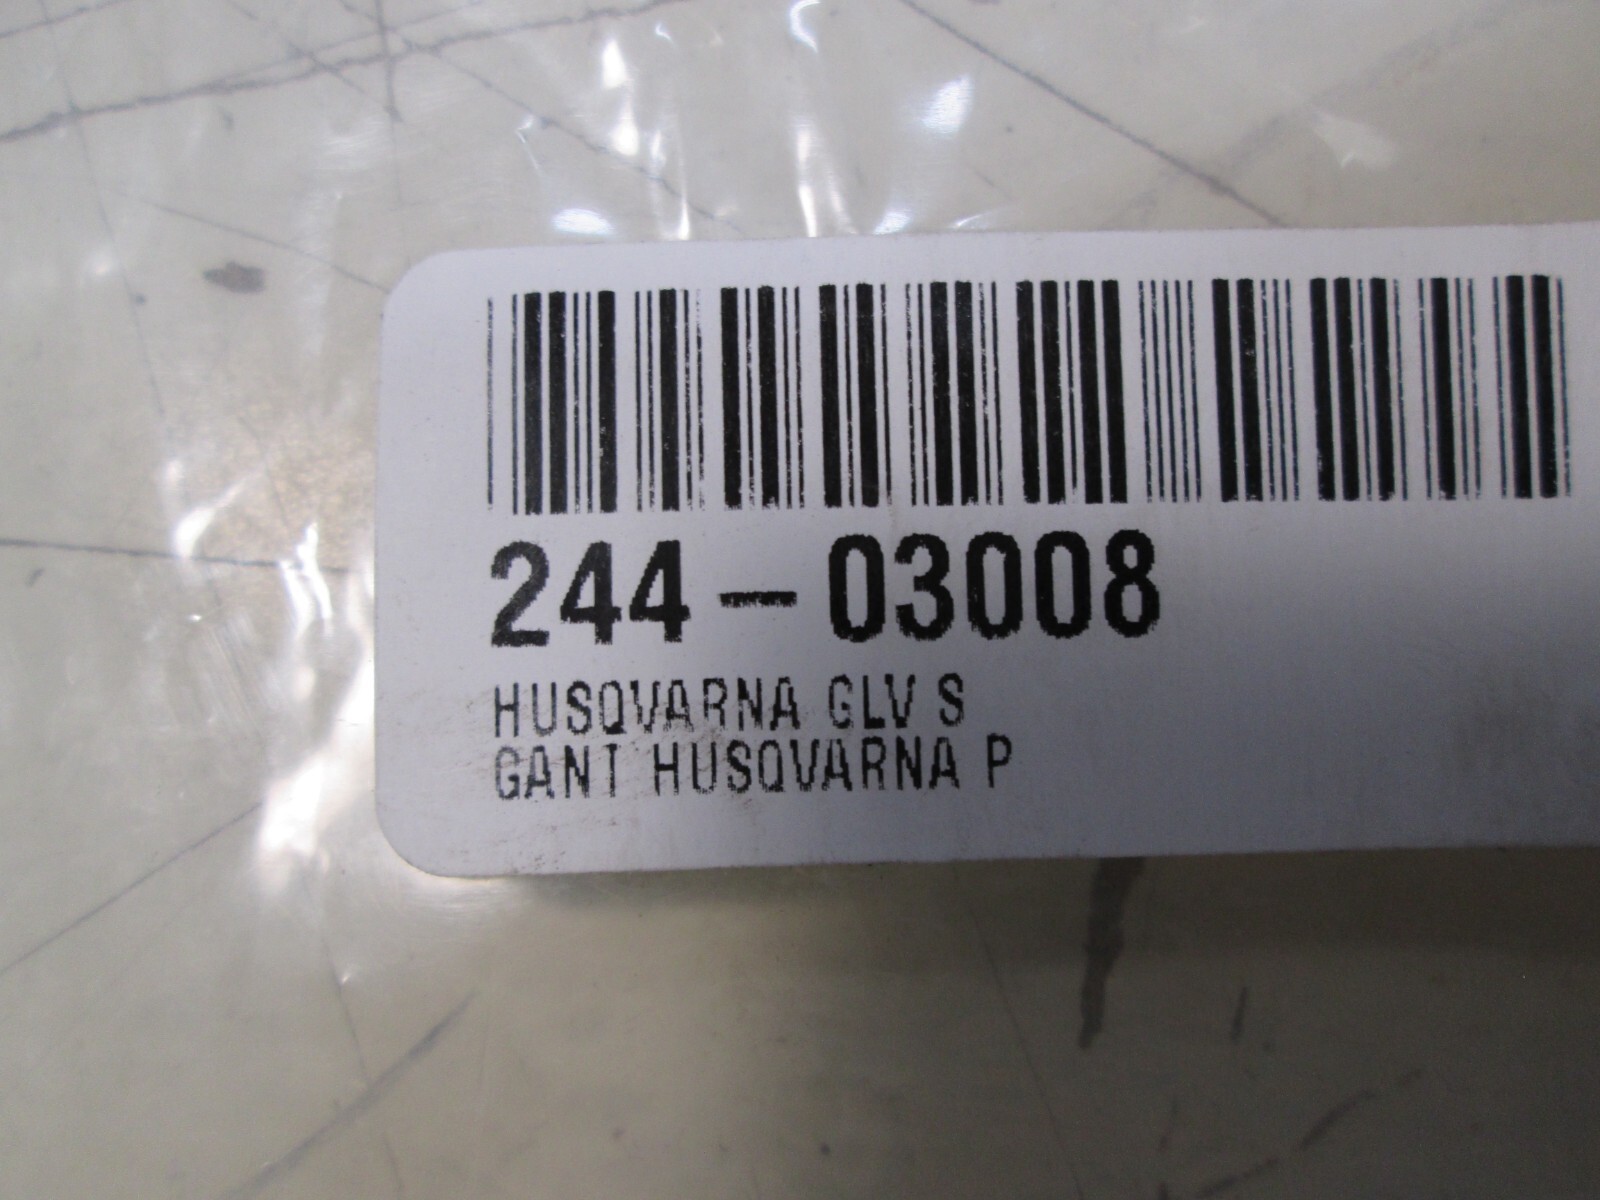 244-03008
HUSQVARNA GLV S
GANT HUSQVARNA P